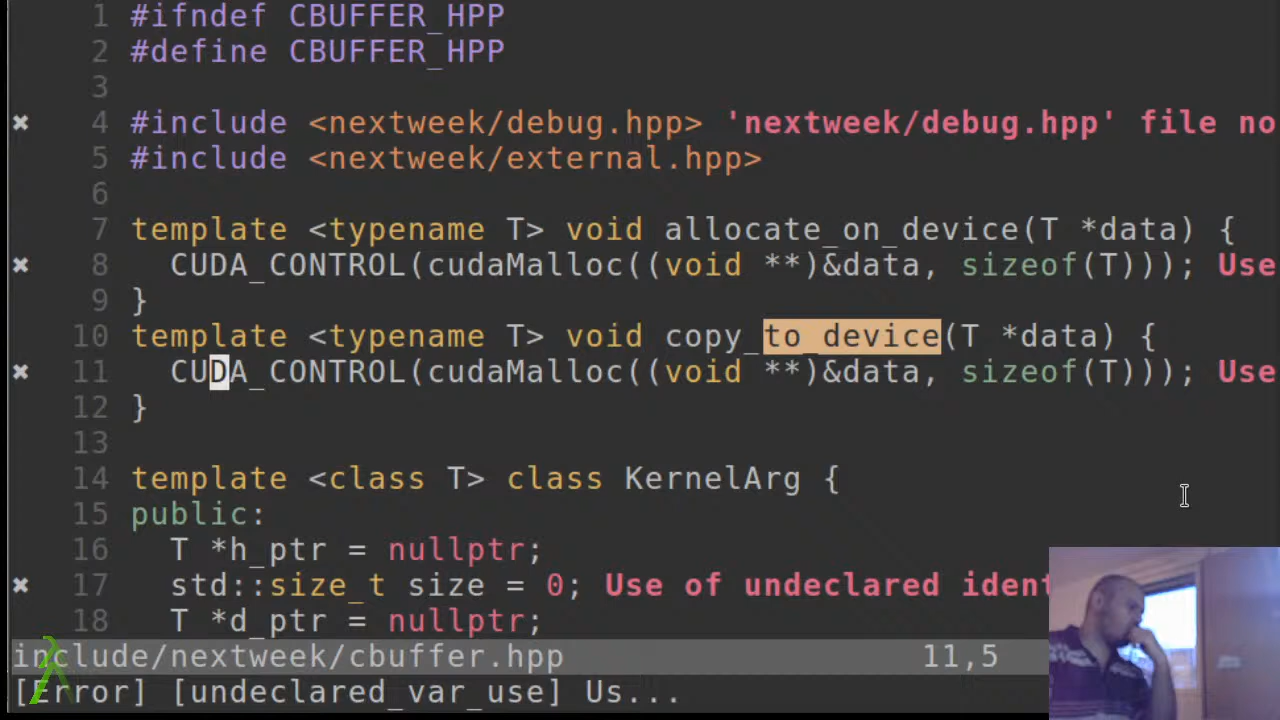 1 #ifndef CBUFFER_HPP
2 #define CBUFFER_HPP
3
✖ 4 #include <nextweek/debug.hpp> 'nextweek/debug.hpp' file no
5 #include <nextweek/external.hpp>
6
7 template <typename T> void allocate_on_device(T *data) {
✖ 8   CUDA_CONTROL(cudaMalloc((void **)&data, sizeof(T))); Use
9 }
10 template <typename T> void copy_to_device(T *data) {
✖ 11   CUDA_CONTROL(cudaMalloc((void **)&data, sizeof(T))); Use
12 }
13
14 template <class T> class KernelArg {
15 public:
16   T *h_ptr = nullptr;
✖ 17   std::size_t size = 0; Use of undeclared ident
18   T *d_ptr = nullptr;
include/nextweek/cbuffer.hpp 11,5
[Error] [undeclared_var_use] Us...
λ